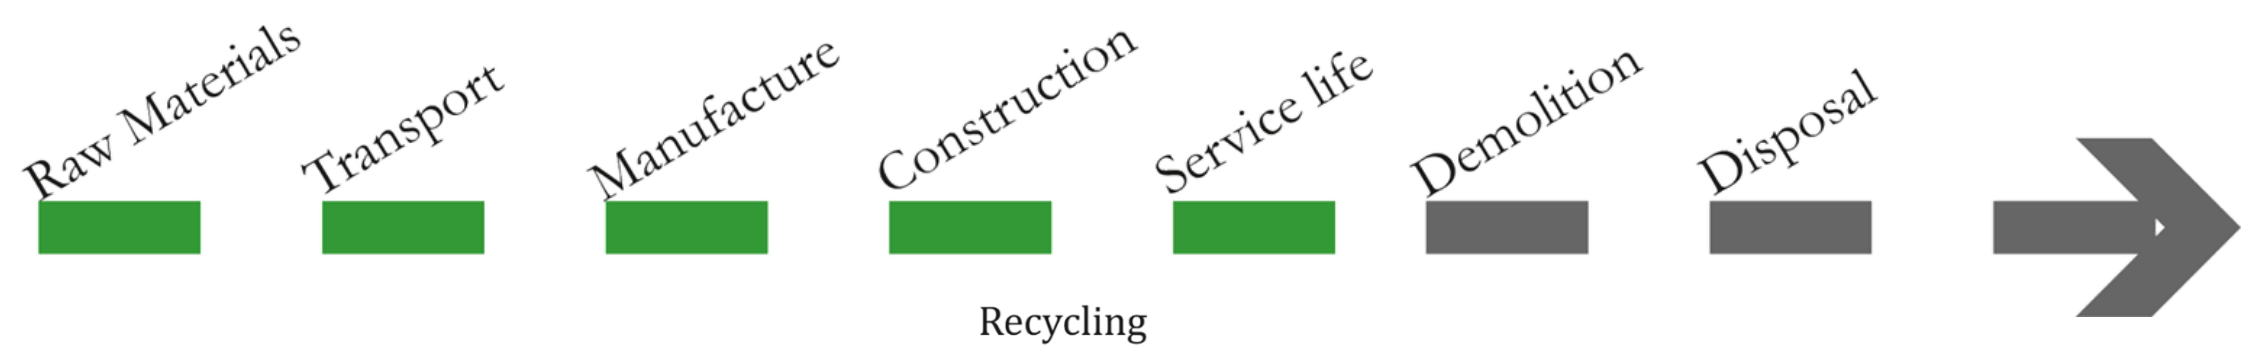 Raw Materials
Transport
Manufacture
Construction
Service life
Demolition
Disposal
Recycling